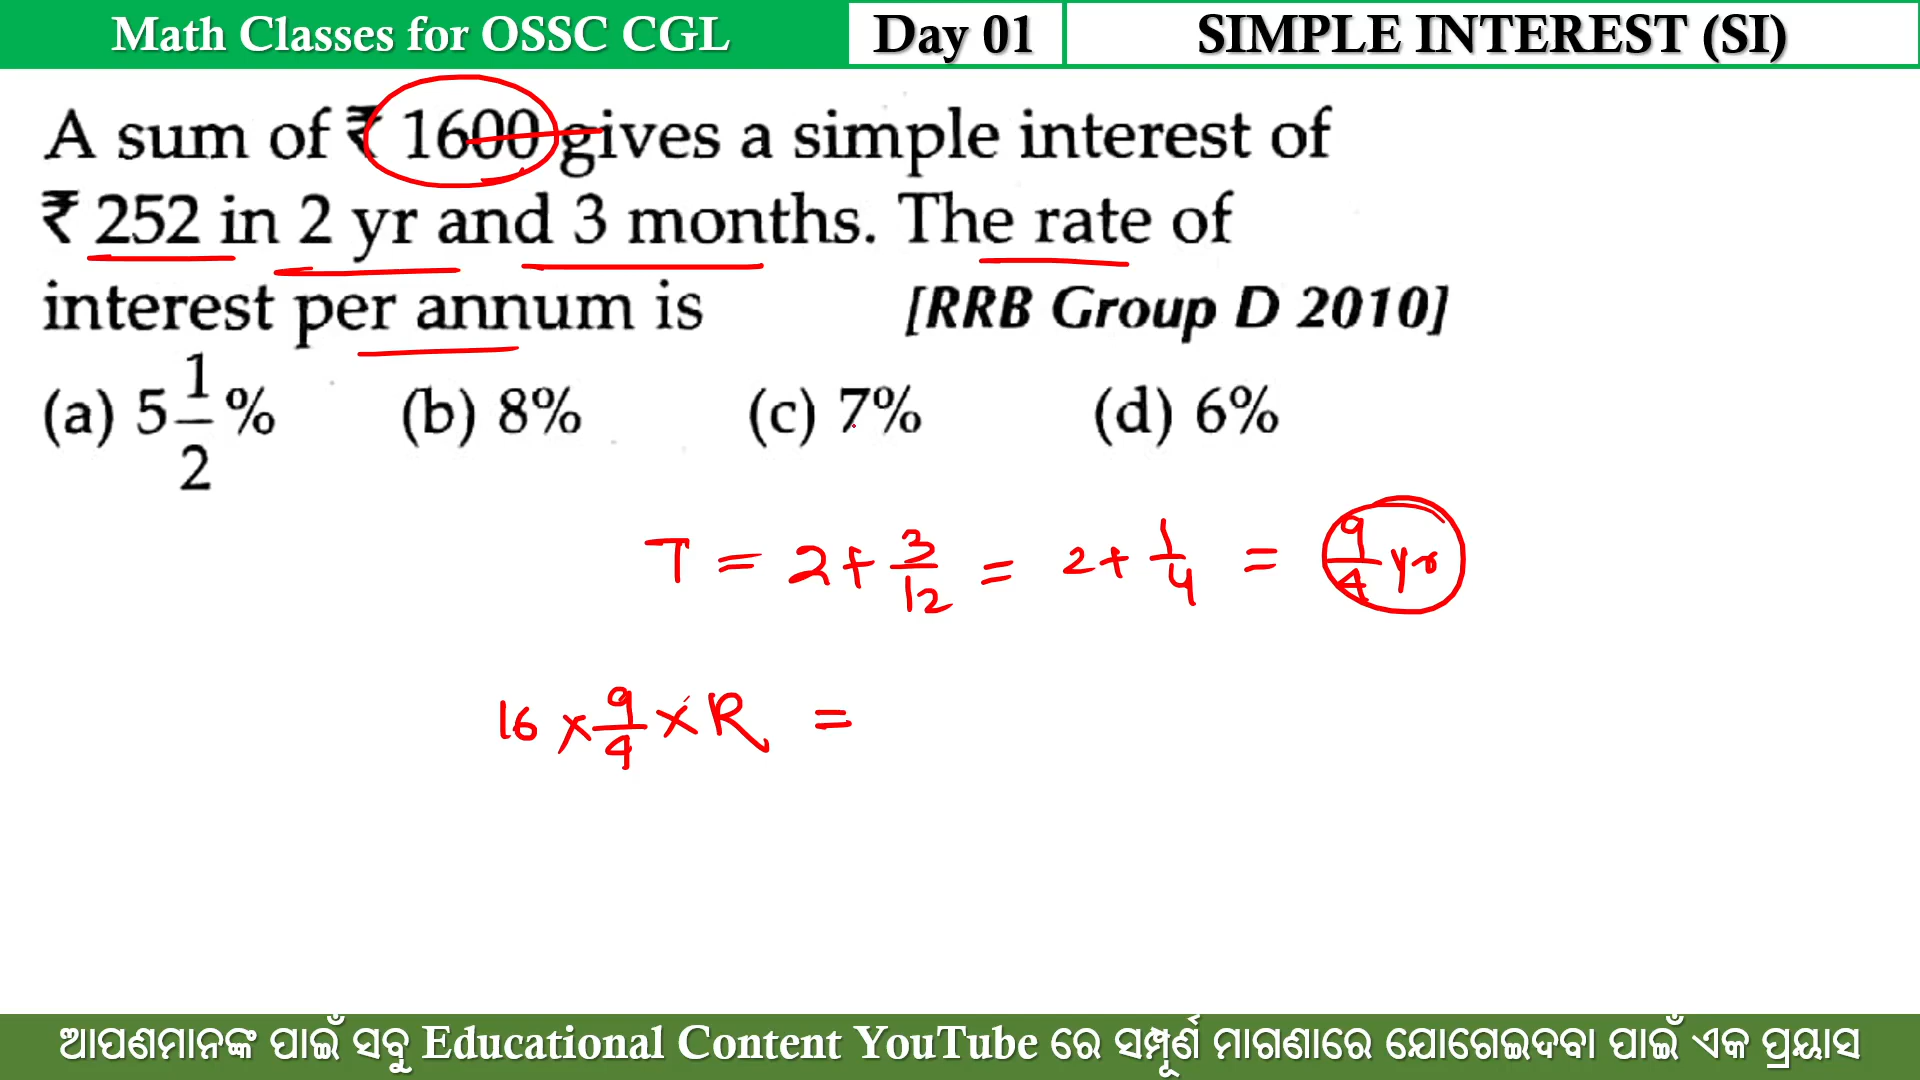 Math Classes for OSSC CGL Day 01 SIMPLE INTEREST (SI)
A sum of ₹ 1600 gives a simple interest of
₹ 252 in 2 yr and 3 months. The rate of
interest per annum is [RRB Group D 2010]
(a) 5 1/2 % (b) 8% (c) 7% (d) 6%
T = 2 + 3/12 = 2 + 1/4 = 9/4 yr
16 × 9/4 × R =
ଆପଣମାନଙ୍କ ପାଇଁ ସବୁ Educational Content YouTube ରେ ସମ୍ପୂର୍ଣ ମାଗଣାରେ ଯୋଗେଇଦବା ପାଇଁ ଏକ ପ୍ରୟାସ